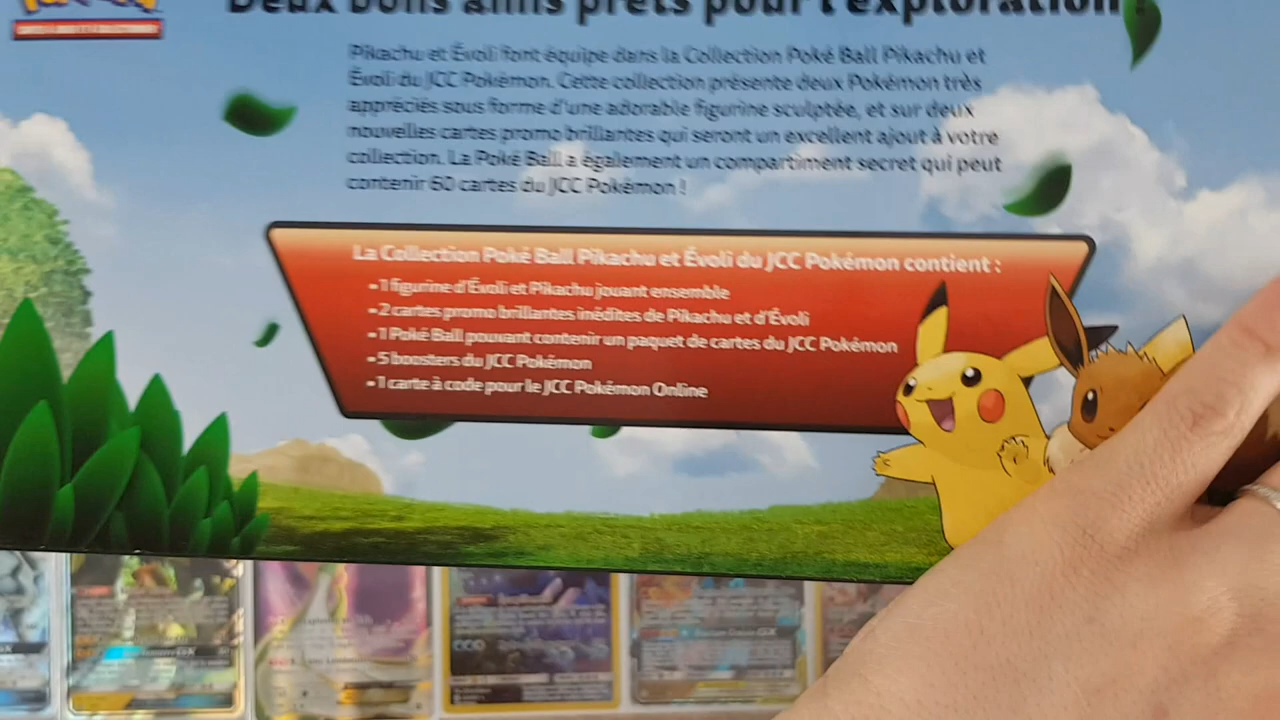 Deux bons amis prêts pour l'exploration !
Pikachu et Évoli font équipe dans la Collection Poké Ball Pikachu et
Évoli du JCC Pokémon. Cette collection présente deux Pokémon très
appréciés sous forme d'une adorable figurine sculptée, et sur deux
nouvelles cartes promo brillantes qui seront un excellent ajout à votre
collection. La Poké Ball a également un compartiment secret qui peut
contenir 60 cartes du JCC Pokémon !
La Collection Poké Ball Pikachu et Évoli du JCC Pokémon contient :
• 1 figurine d'Évoli et Pikachu jouant ensemble
• 2 cartes promo brillantes inédites de Pikachu et d'Évoli
• 1 Poké Ball pouvant contenir un paquet de cartes du JCC Pokémon
• 5 boosters du JCC Pokémon
• 1 carte à code pour le JCC Pokémon Online